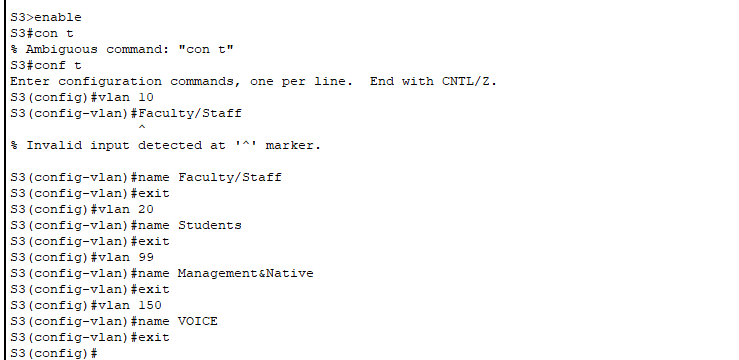 S3>enable
S3#con t
% Ambiguous command: "con t"
S3#conf t
Enter configuration commands, one per line.  End with CNTL/Z.
S3(config)#vlan 10
S3(config-vlan)#Faculty/Staff
^
% Invalid input detected at '^' marker.
S3(config-vlan)#name Faculty/Staff
S3(config-vlan)#exit
S3(config)#vlan 20
S3(config-vlan)#name Students
S3(config-vlan)#exit
S3(config)#vlan 99
S3(config-vlan)#name Management&Native
S3(config-vlan)#exit
S3(config)#vlan 150
S3(config-vlan)#name VOICE
S3(config-vlan)#exit
S3(config)#